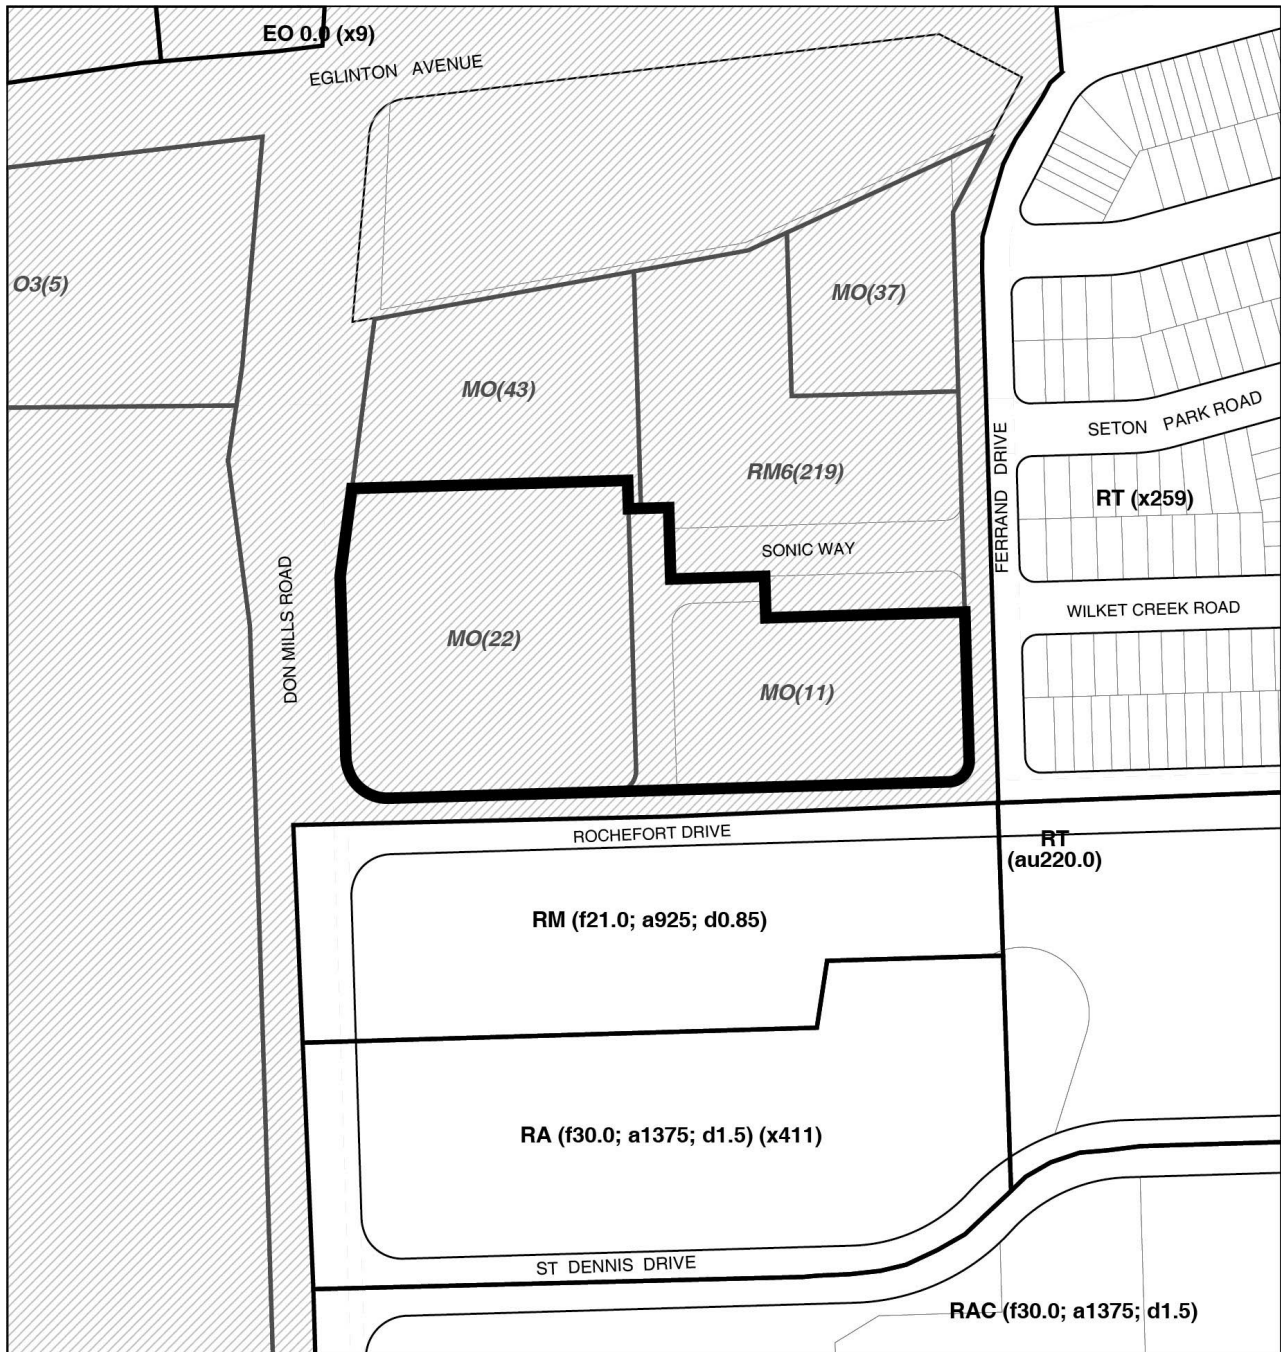 EO 0.0 (x9)
EGLINTON AVENUE
O3(5)
MO(37)
MO(43)
SETON PARK ROAD
FERRAND DRIVE
RM6(219)
RT (x259)
SONIC WAY
DON MILLS ROAD
WILKET CREEK ROAD
MO(22)
MO(11)
ROCHEFORT DRIVE
RT
(au220.0)
RM (f21.0; a925; d0.85)
RA (f30.0; a1375; d1.5) (x411)
ST DENNIS DRIVE
RAC (f30.0; a1375; d1.5)